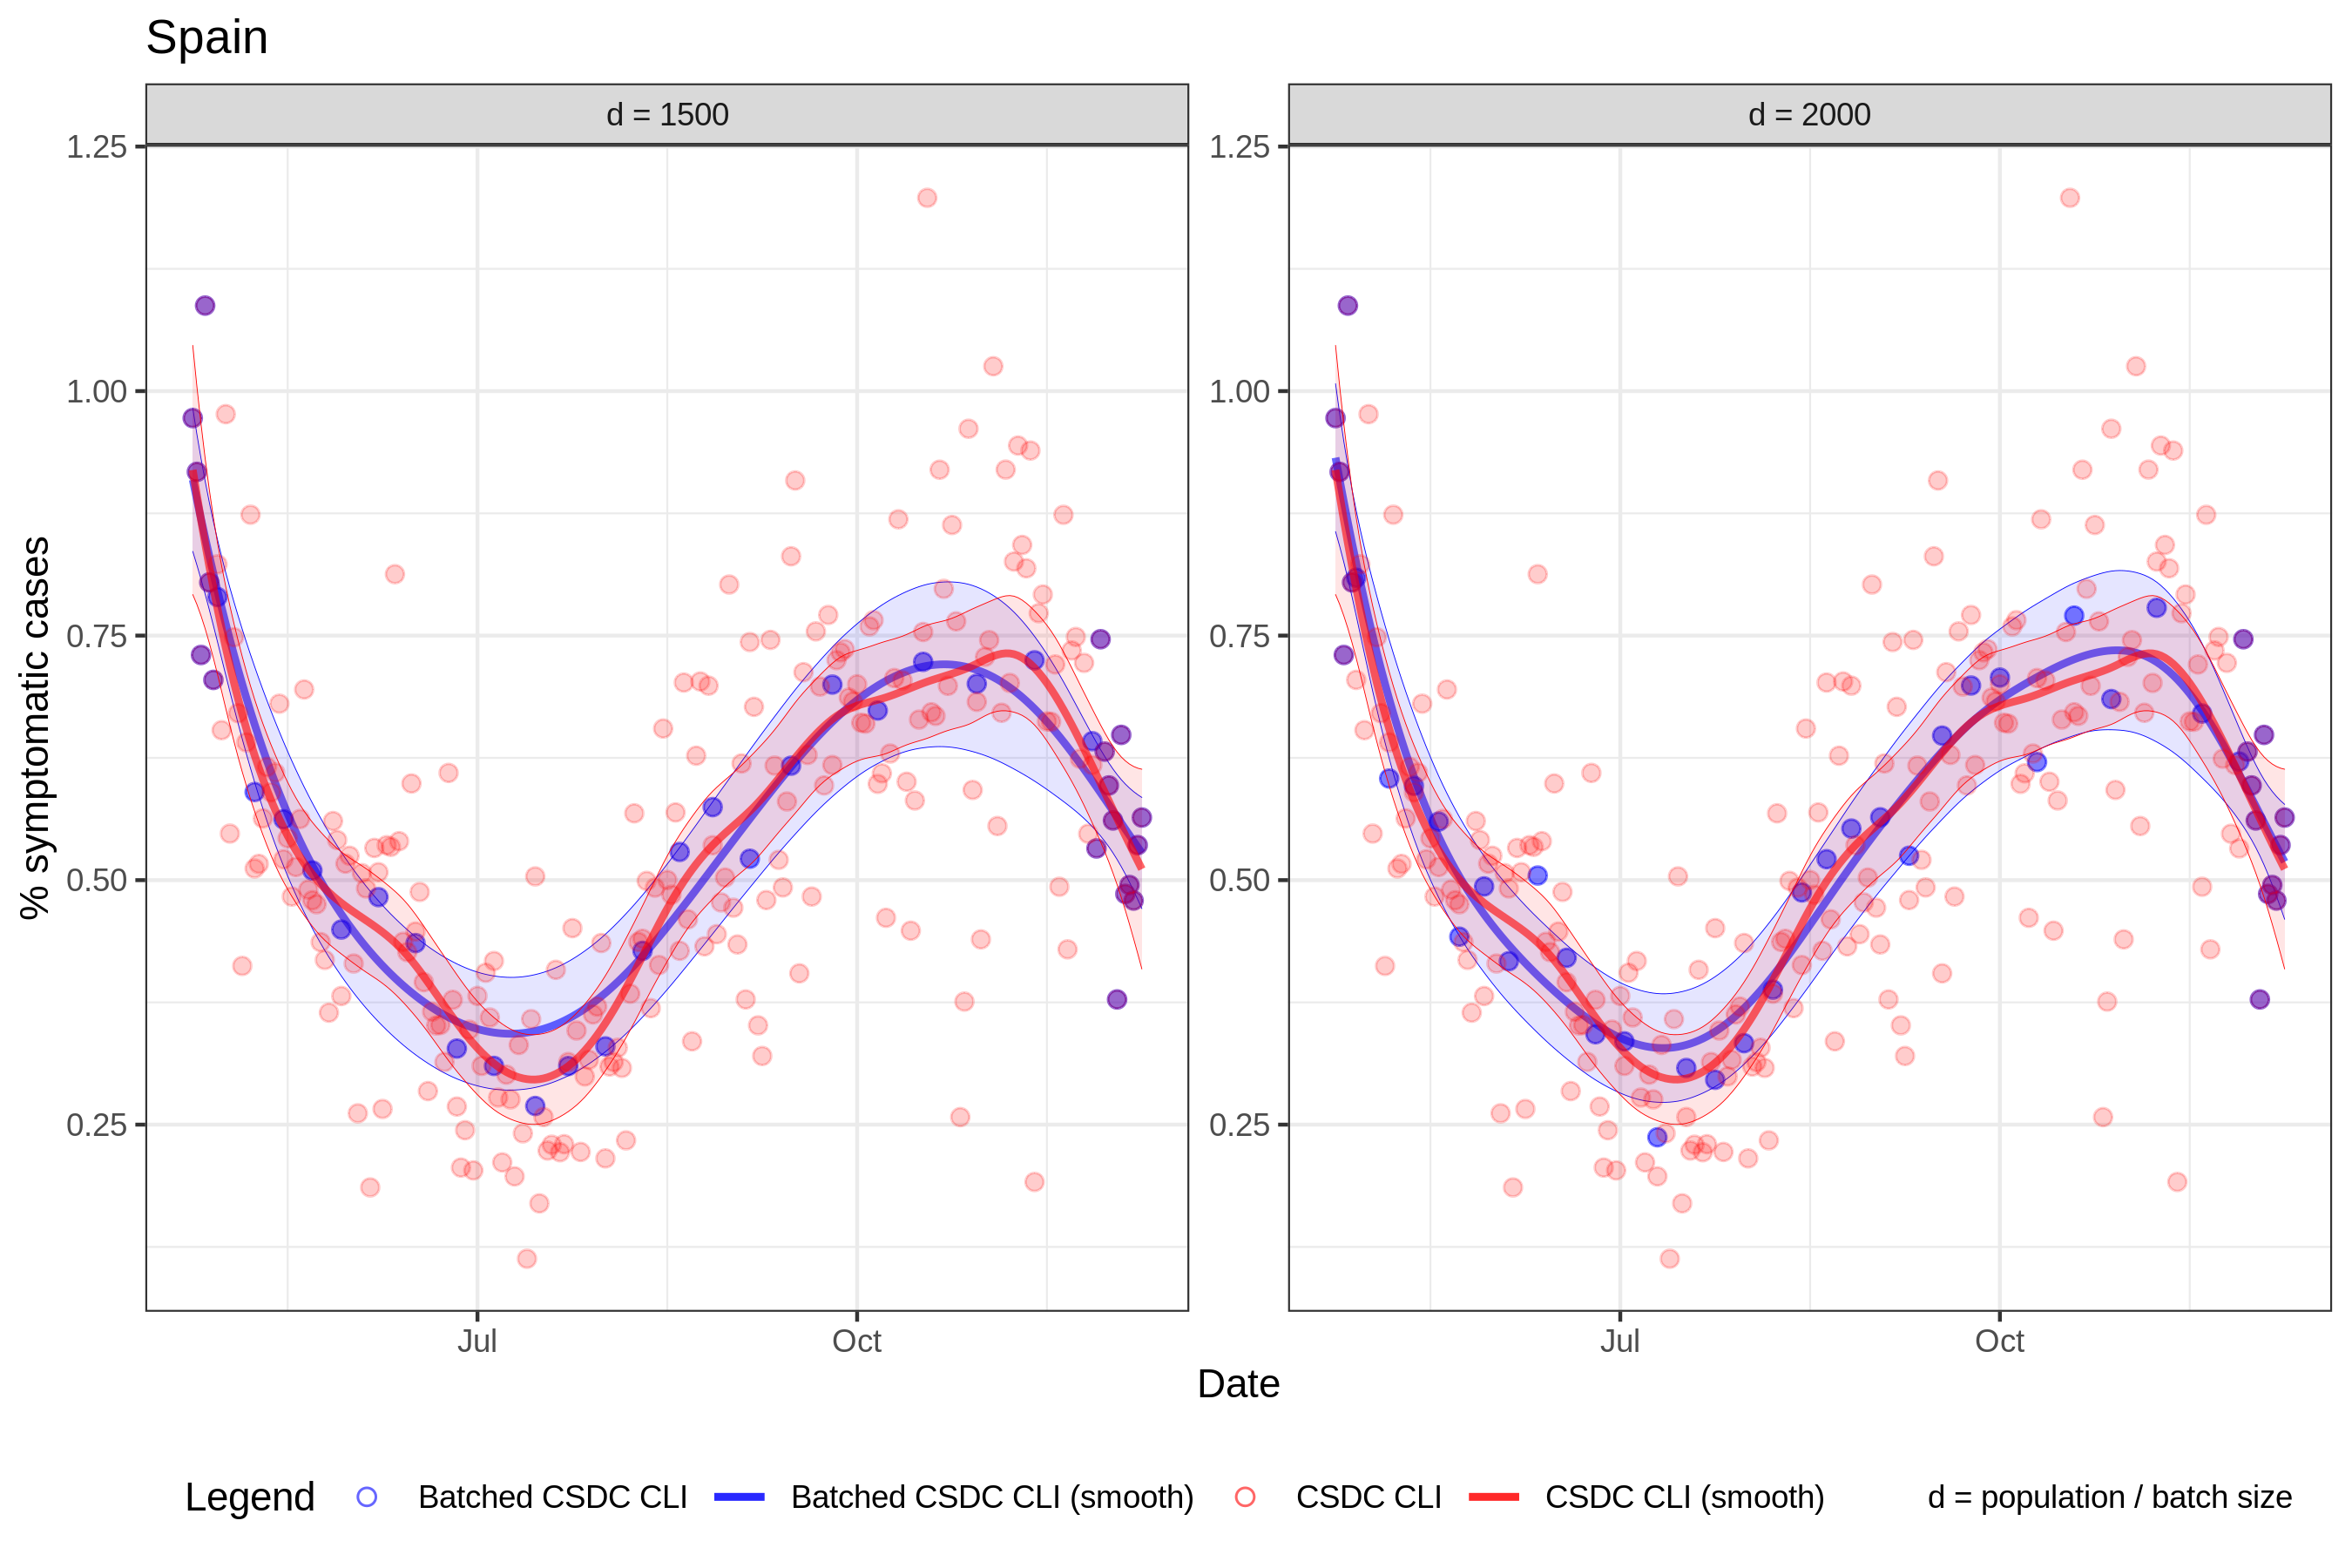 Spain
d = 1500
d = 2000
% symptomatic cases
1.25
1.00
0.75
0.50
0.25
1.25
1.00
0.75
0.50
0.25
Jul
Oct
Jul
Oct
Date
Legend
Batched CSDC CLI
Batched CSDC CLI (smooth)
CSDC CLI
CSDC CLI (smooth)
d = population / batch size